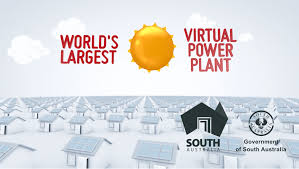 WORLD'S
LARGEST
VIRTUAL
POWER
PLANT
SOUTH
AUSTRALIA
Government
of South Australia